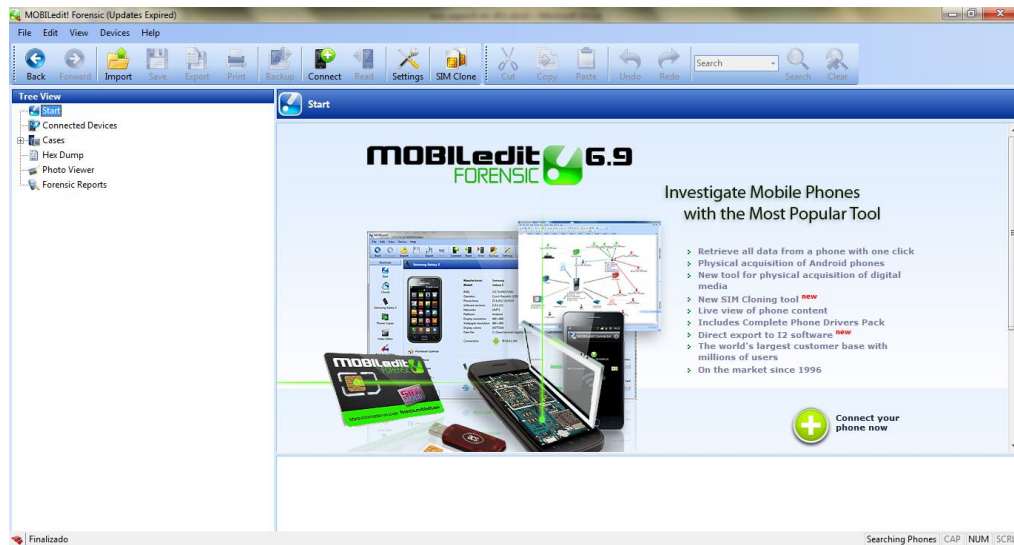 MOBILedit! Forensic (Updates Expired)
File Edit View Devices Help
Back Forward Import Save Export Print Backup Connect Read Settings SIM Clone Cut Copy Paste Undo Redo Search Search Clear
Tree View
Start
Connected Devices
Cases
Hex Dump
Photo Viewer
Forensic Reports
Start
MOBILedit 6.9
FORENSIC
Investigate Mobile Phones
with the Most Popular Tool
Retrieve all data from a phone with one click
Physical acquisition of Android phones
New tool for physical acquisition of digital
media
New SIM Cloning tool new
Live view of phone content
Includes Complete Phone Drivers Pack
Direct export to I2 software new
The world's largest customer base with
millions of users
On the market since 1996
MOBILedit
FORENSIC
SIM
ACS
Connect your
phone now
Finalizado
Searching Phones CAP NUM SCRL